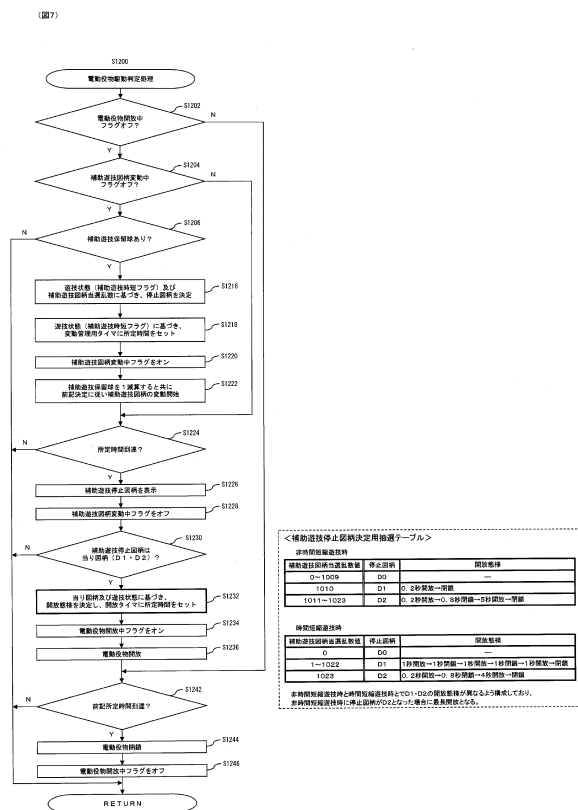 (図7)
S1200
電動役物駆動判定処理
S1202
電動役物開放中
フラグオフ？
N
Y
S1204
補助遊技図柄変動中
フラグオフ？
N
Y
S1206
補助遊技保留球あり？
N
Y
S1216
遊技状態（補助遊技時短フラグ）及び
補助遊技図柄当選乱数に基づき、停止図柄を決定
S1218
遊技状態（補助遊技時短フラグ）に基づき、
変動管理用タイマに所定時間をセット
S1220
補助遊技図柄変動中フラグをオン
S1222
補助遊技保留球を１減算すると共に
前記決定に従い補助遊技図柄の変動開始
S1224
所定時間到達？
N
Y
S1226
補助遊技停止図柄を表示
S1228
補助遊技図柄変動中フラグをオフ
S1230
補助遊技停止図柄は
当り図柄（D1・D2）？
N
Y
S1232
当り図柄及び遊技状態に基づき、
開放態様を決定し、開放タイマに所定時間をセット
S1234
電動役物開放中フラグをオン
S1236
電動役物開放
S1242
前記所定時間到達？
N
Y
S1244
電動役物閉鎖
S1246
電動役物開放中フラグをオフ
RETURN
＜補助遊技停止図柄決定用抽選テーブル＞
非時間短縮遊技時
補助遊技図柄当選乱数値 停止図柄 開放態様
0～1009 D0 ―
1010 D1 0.2秒開放→閉鎖
1011～1023 D2 0.2秒開放→0.8秒閉鎖→5秒開放→閉鎖
時間短縮遊技時
補助遊技図柄当選乱数値 停止図柄 開放態様
0 D0 ―
1～1022 D1 1秒開放→1秒閉鎖→1秒開放→1秒閉鎖→1秒開放→閉鎖
1023 D2 0.2秒開放→0.8秒閉鎖→4秒開放→閉鎖
非時間短縮遊技時と時間短縮遊技時とでD1・D2の開放態様が異なるよう構成しており、
非時間短縮遊技時に停止図柄がD2となった場合に最長開放となる。